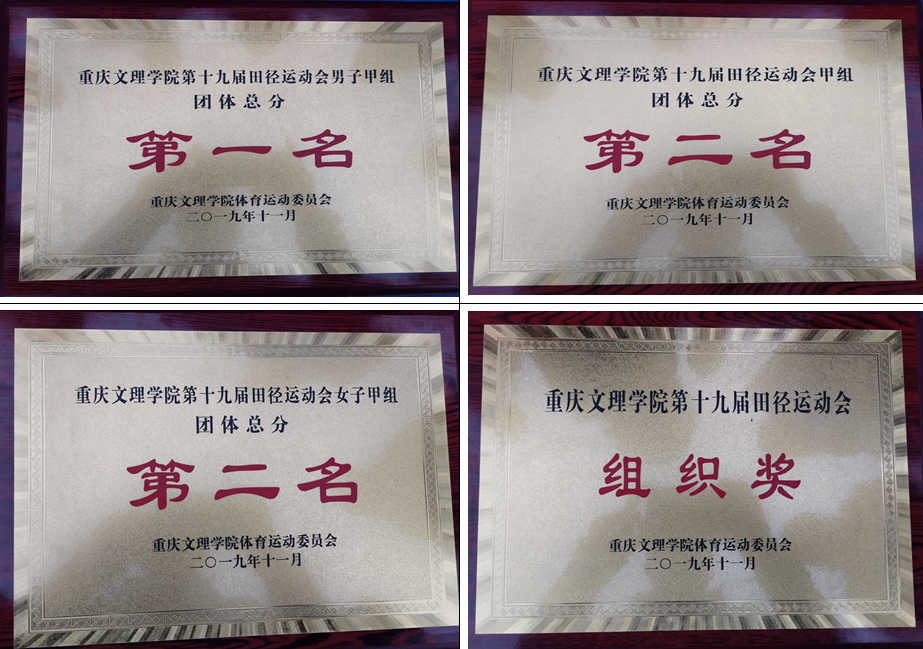 重庆文理学院第十九届田径运动会男子甲组
团体总分
第一名
重庆文理学院体育运动委员会
二〇一九年十一月
重庆文理学院第十九届田径运动会甲组
团体总分
第二名
重庆文理学院体育运动委员会
二〇一九年十一月
重庆文理学院第十九届田径运动会女子甲组
团体总分
第二名
重庆文理学院体育运动委员会
二〇一九年十一月
重庆文理学院第十九届田径运动会
组织奖
重庆文理学院体育运动委员会
二〇一九年十一月